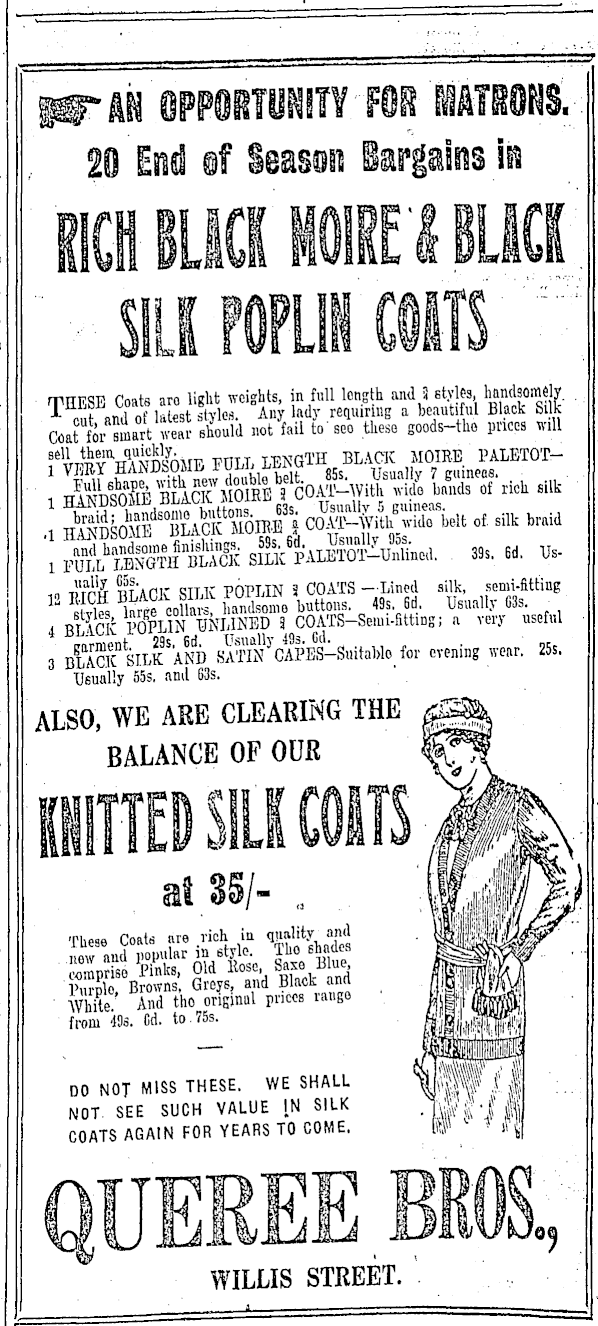 AN OPPORTUNITY FOR MATRONS.
20 End of Season Bargains in
RICH BLACK MOIRE & BLACK
SILK POPLIN COATS
THESE Coats are light weights, in full length and ¾ styles, handsomely
cut, and of latest styles. Any lady requiring a beautiful Black Silk
Coat for smart wear should not fail to see these goods—the prices will
sell them quickly.
1 VERY HANDSOME FULL LENGTH BLACK MOIRE PALETOT—
Full shape, with new double belt. 85s. Usually 7 guineas.
1 HANDSOME BLACK MOIRE ¾ COAT—With wide bands of rich silk
braid; handsome buttons. 63s. Usually 5 guineas.
1 HANDSOME BLACK MOIRE ¾ COAT—With wide belt of silk braid
and handsome finishings. 59s. 6d. Usually 95s.
1 FULL LENGTH BLACK SILK PALETOT—Unlined. 39s. 6d. Us-
ually 65s.
12 RICH BLACK SILK POPLIN ¾ COATS—Lined silk, semi-fitting
styles, large collars, handsome buttons. 49s. 6d. Usually 63s.
4 BLACK POPLIN UNLINED ¾ COATS—Semi-fitting; a very useful
garment. 29s. 6d. Usually 49s. 6d.
3 BLACK SILK AND SATIN CAPES—Suitable for evening wear. 25s.
Usually 55s. and 63s.
ALSO, WE ARE CLEARING THE
BALANCE OF OUR
KNITTED SILK COATS
at 35/-
These Coats are rich in quality and
new and popular in style. The shades
comprise Pinks, Old Rose, Saxe Blue,
Purple, Browns, Greys, and Black and
White. And the original prices range
from 49s. 6d. to 75s.
DO NOT MISS THESE. WE SHALL
NOT SEE SUCH VALUE IN SILK
COATS AGAIN FOR YEARS TO COME.
QUEREE BROS.,
WILLIS STREET.